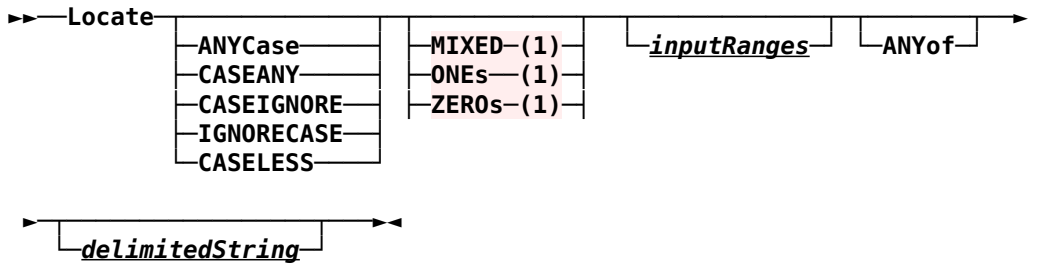 Locate
ANYCase MIXED (1) inputRanges ANYof
CASEANY ONEs (1)
CASEIGNORE ZEROs (1)
IGNORECASE
CASELESS
delimitedString